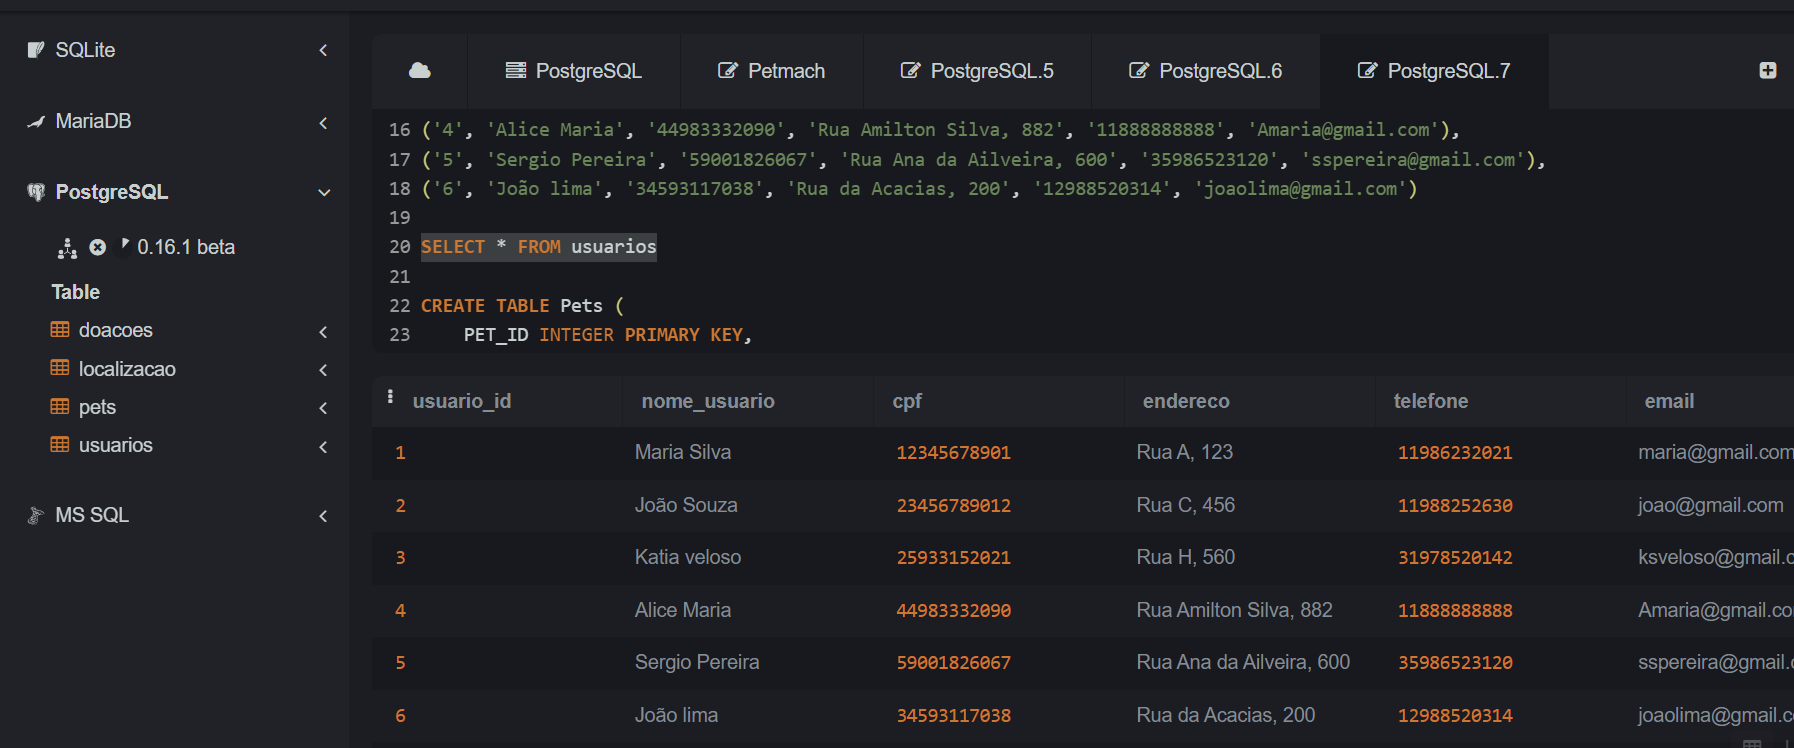 SQLite
MariaDB
PostgreSQL
0.16.1 beta
Table
doacoes
localizacao
pets
usuarios
MS SQL
PostgreSQL Petmach PostgreSQL.5 PostgreSQL.6 PostgreSQL.7
16 ('4', 'Alice Maria', '44983332090', 'Rua Amilton Silva, 882', '11888888888', 'Amaria@gmail.com'),
17 ('5', 'Sergio Pereira', '59001826067', 'Rua Ana da Ailveira, 600', '35986523120', 'sspereira@gmail.com'),
18 ('6', 'João lima', '34593117038', 'Rua da Acacias, 200', '12988520314', 'joaolima@gmail.com')
19
20 SELECT * FROM usuarios
21
22 CREATE TABLE Pets (
23 PET_ID INTEGER PRIMARY KEY,
usuario_id nome_usuario cpf endereco telefone email
1 Maria Silva 12345678901 Rua A, 123 11986232021 maria@gmail.com
2 João Souza 23456789012 Rua C, 456 11988252630 joao@gmail.com
3 Katia veloso 25933152021 Rua H, 560 31978520142 ksveloso@gmail.c
4 Alice Maria 44983332090 Rua Amilton Silva, 882 11888888888 Amaria@gmail.co
5 Sergio Pereira 59001826067 Rua Ana da Ailveira, 600 35986523120 sspereira@gmail.
6 João lima 34593117038 Rua da Acacias, 200 12988520314 joaolima@gmail.c